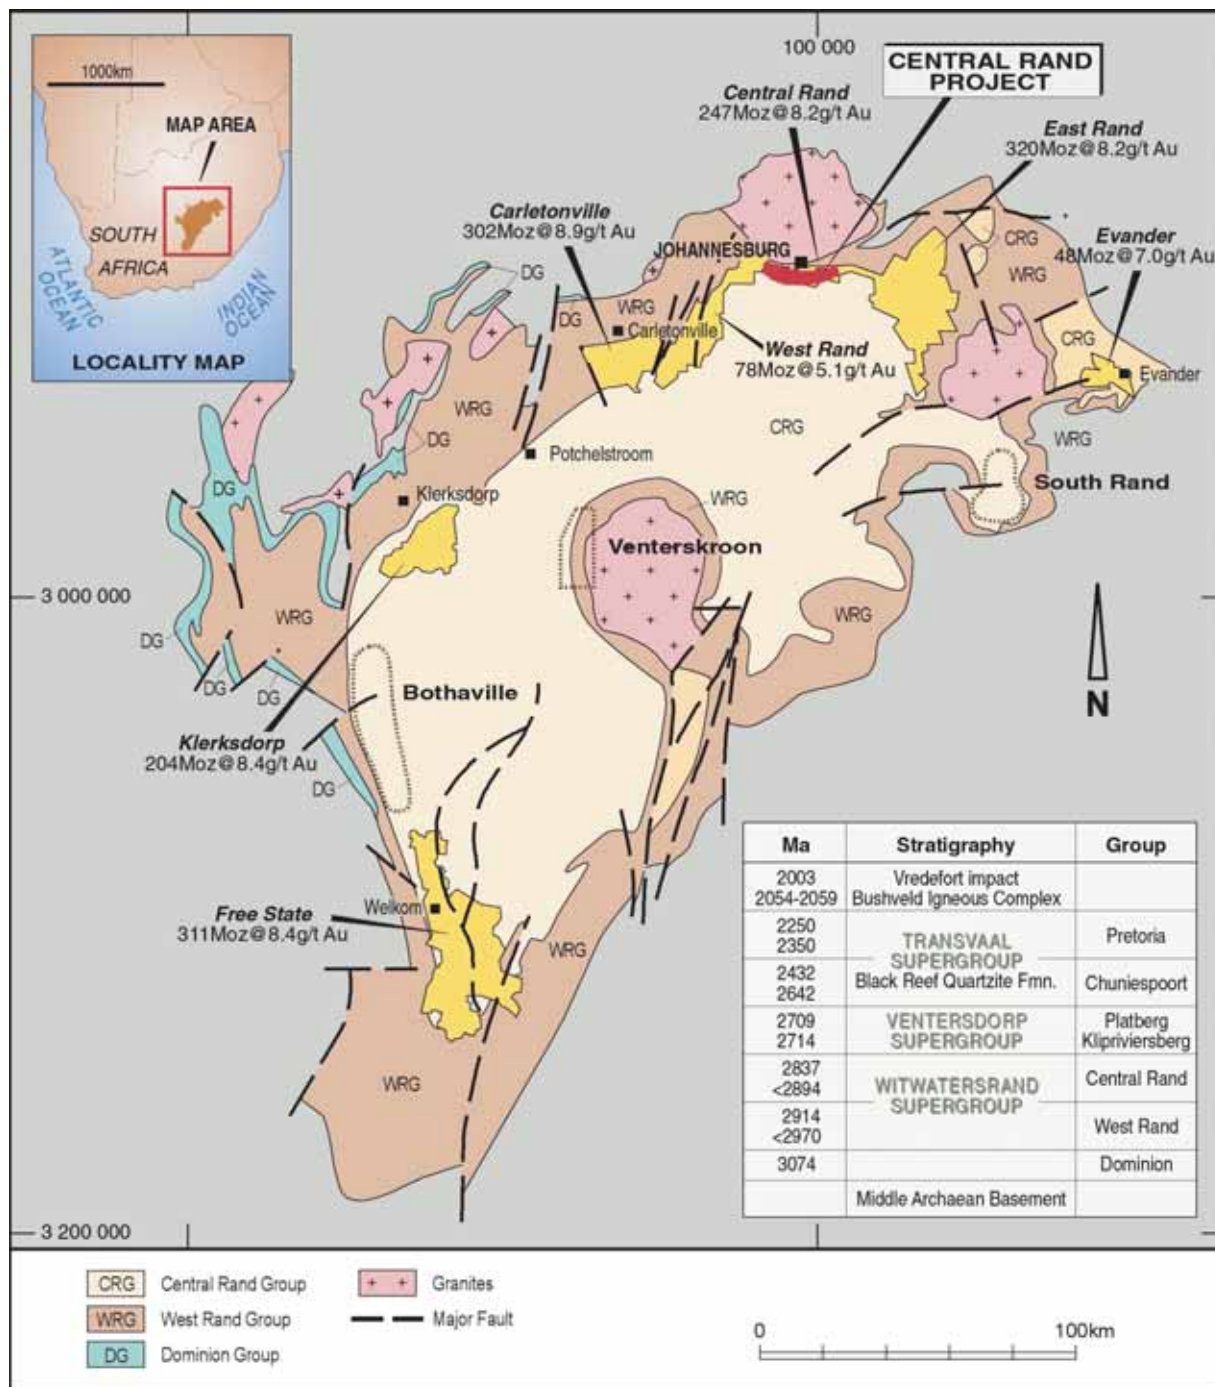 1000km
MAP AREA
SOUTH
AFRICA
ATLANTIC
OCEAN
INDIAN
OCEAN
LOCALITY MAP
100 000
CENTRAL RAND
PROJECT
Central Rand
247Moz@8.2g/t Au
East Rand
320Moz@8.2g/t Au
Carletonville
302Moz@8.9g/t Au
JOHANNESBURG
CRG
Evander
48Moz@7.0g/t Au
WRG
DG
WRG
DG
Carletonville
CRG
West Rand
78Moz@5.1g/t Au
Evander
WRG
CRG
WRG
DG
Potchelstroom
South Rand
DG
Klerksdorp
WRG
Venterskroon
3 000 000
WRG
WRG
DG
DG
DG
Bothaville
N
Klerksdorp
204Moz@8.4g/t Au
DG
Free State
311Moz@8.4g/t Au
Welkom
WRG
WRG
3 200 000
Ma Stratigraphy Group
2003 Vredefort impact
2054-2059 Bushveld Igneous Complex
2250
2350
TRANSVAAL
SUPERGROUP
Pretoria
2432
2642
Black Reef Quartzite Fmn.
Chuniespoort
2709
2714
VENTERSDORP
SUPERGROUP
Platberg
Klipriviersberg
2837
<2894
WITWATERSRAND
SUPERGROUP
Central Rand
2914
<2970
West Rand
3074 Dominion
Middle Archaean Basement
CRG Central Rand Group
WRG West Rand Group
DG Dominion Group
Granites
Major Fault
0 100km